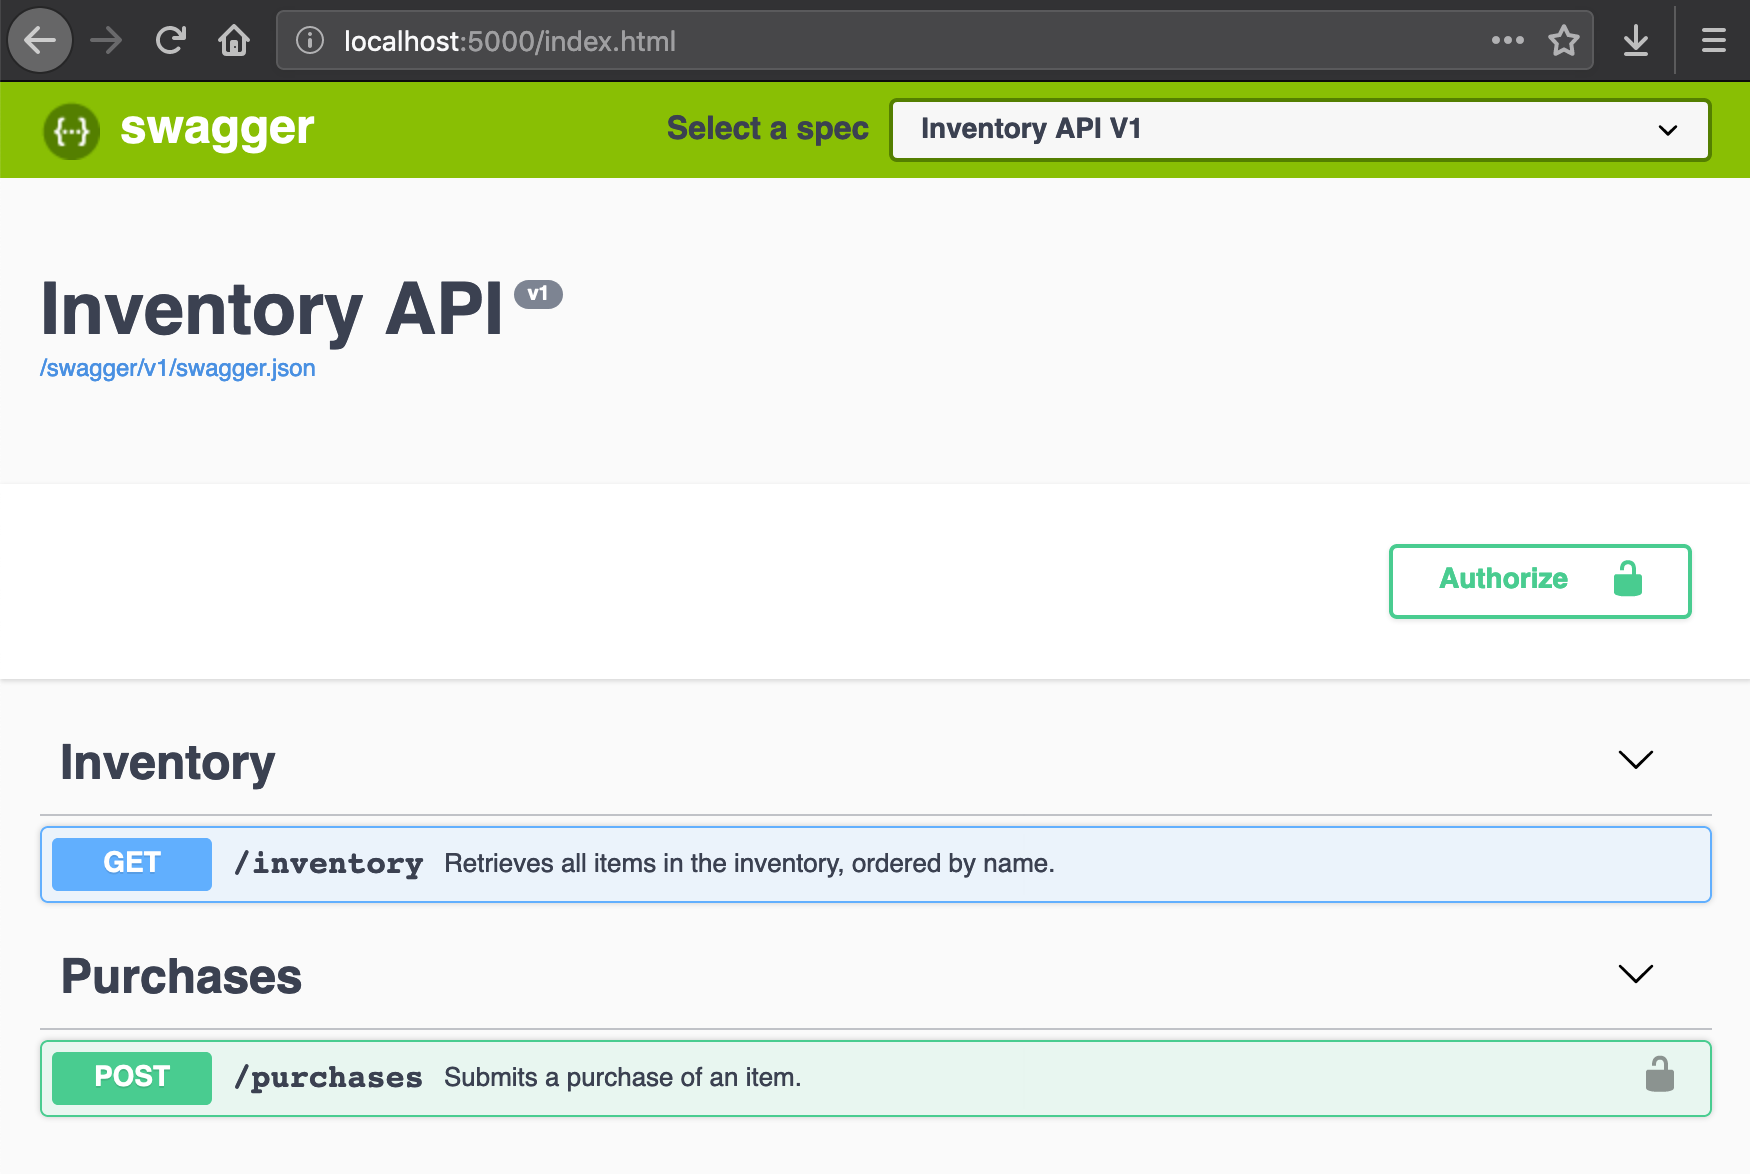 localhost:5000/index.html
{···} swagger
Select a spec
Inventory API V1
Inventory API v1
/swagger/v1/swagger.json
Authorize
Inventory
GET /inventory Retrieves all items in the inventory, ordered by name.
Purchases
POST /purchases Submits a purchase of an item.